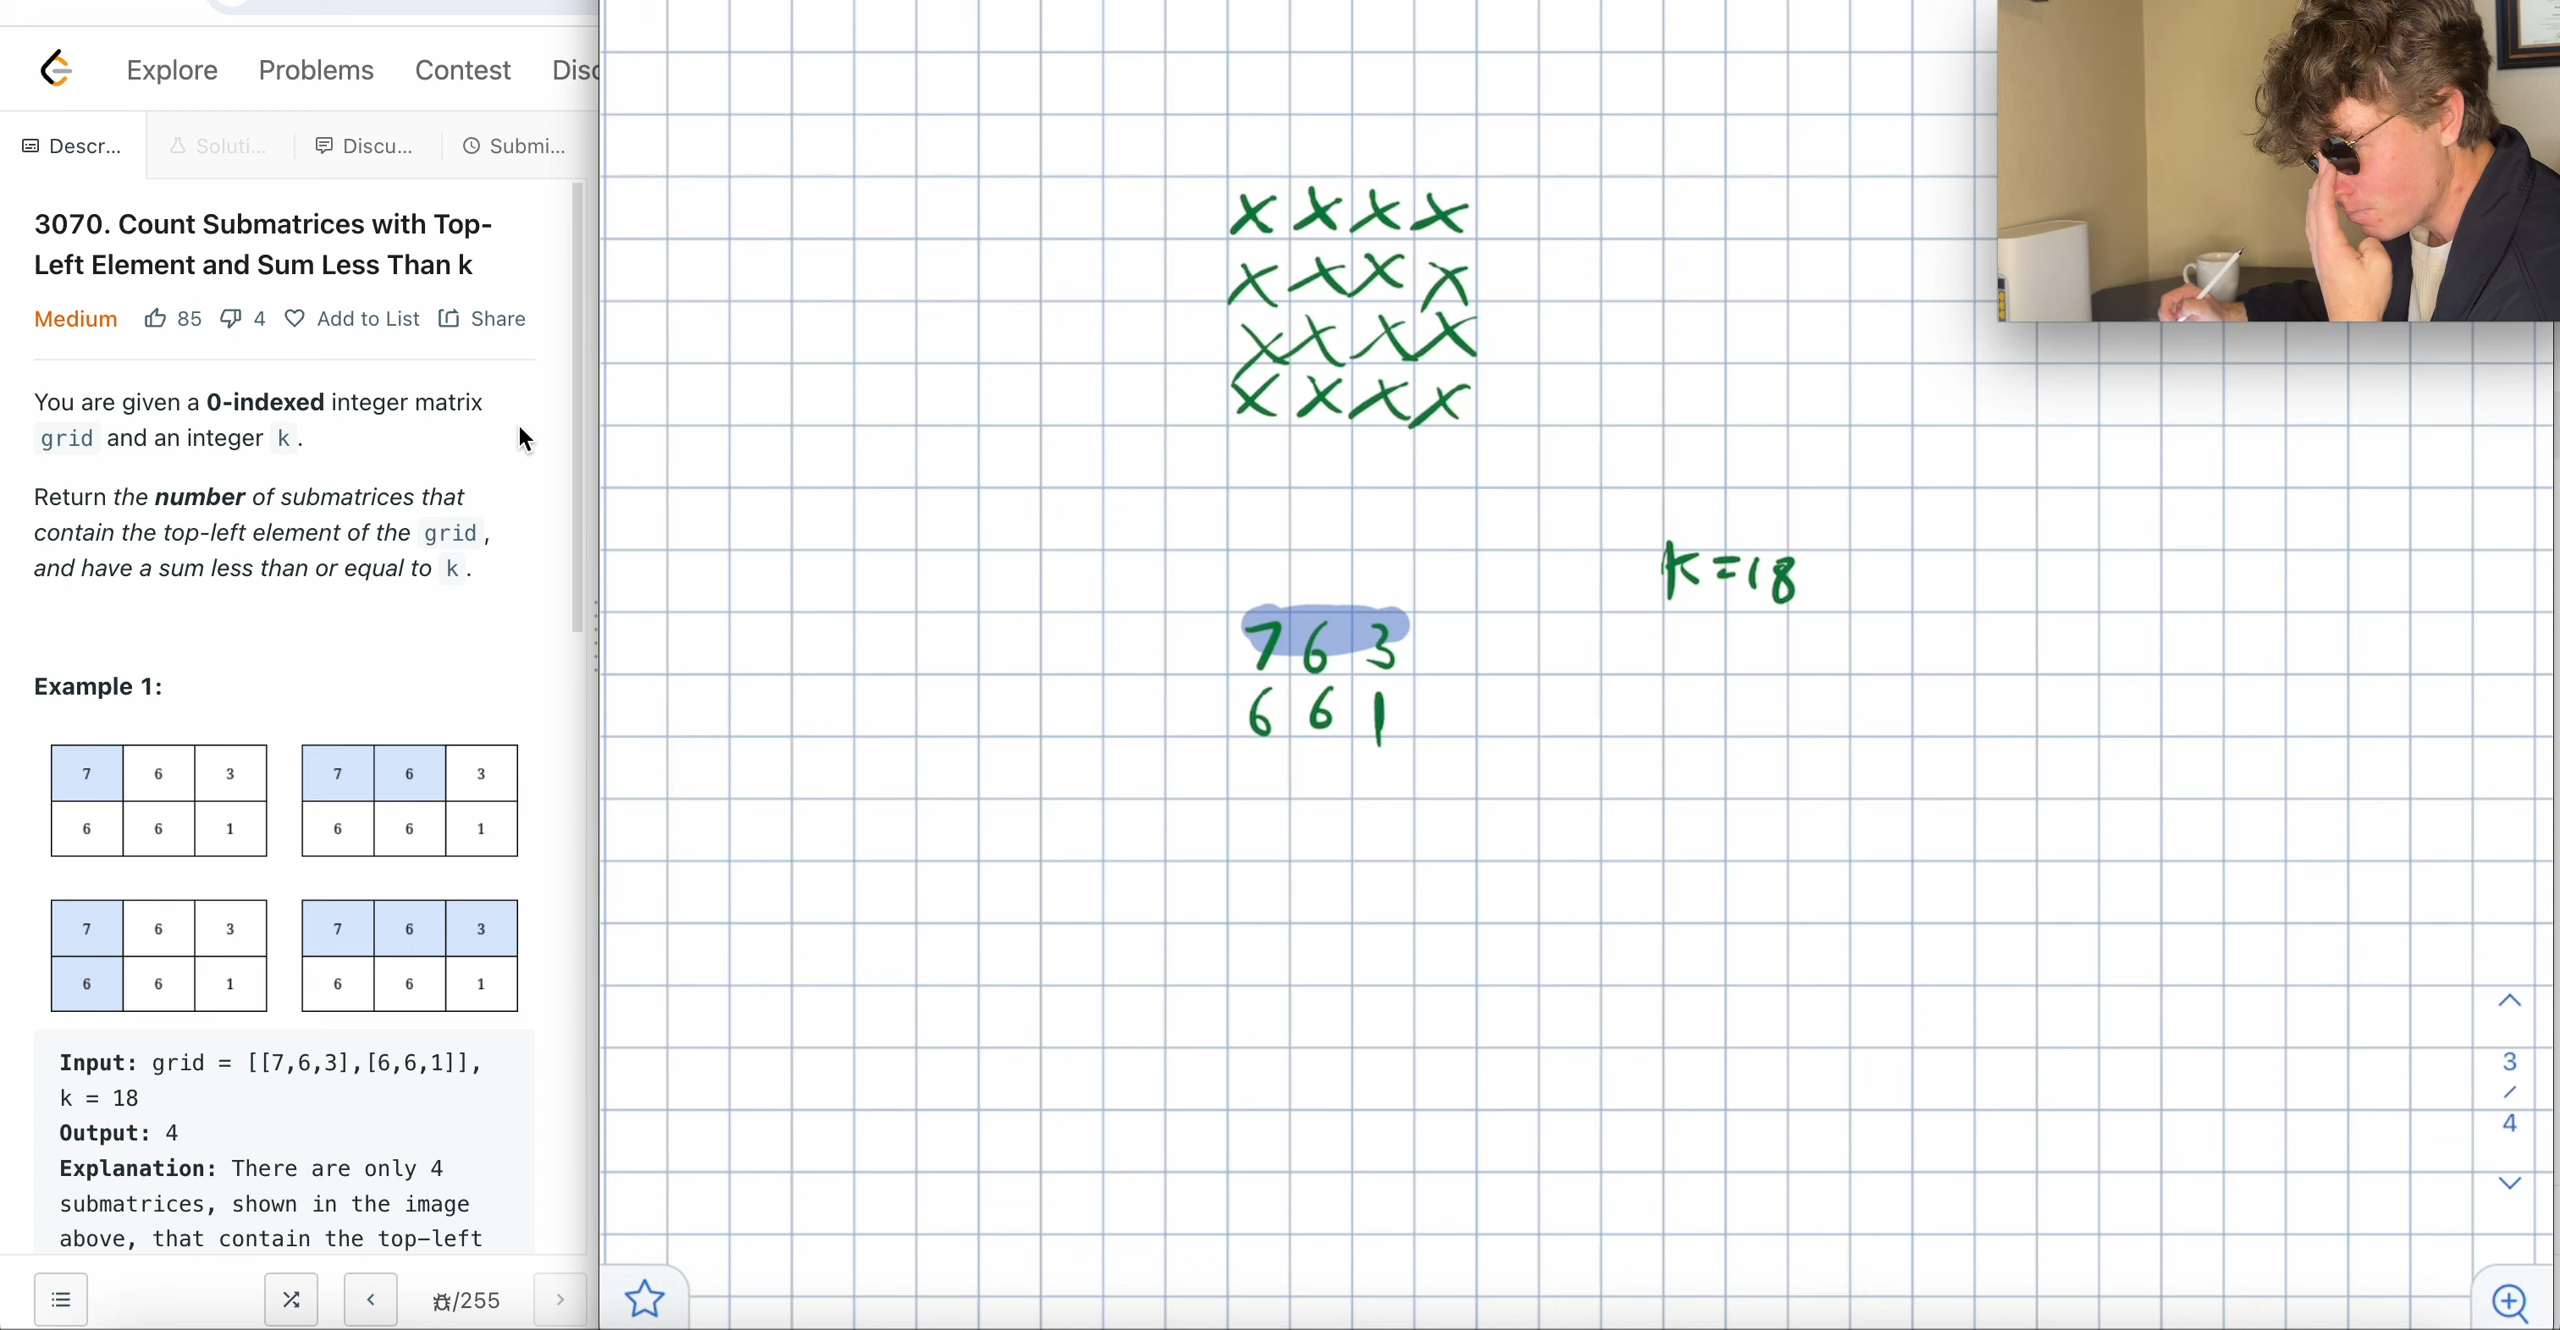 Explore Problems Contest Disc
Descr... Soluti... Discu... Submi...
3070. Count Submatrices with Top-
Left Element and Sum Less Than k
Medium 85 4 Add to List Share
You are given a 0-indexed integer matrix
grid and an integer k.
Return the number of submatrices that
contain the top-left element of the grid,
and have a sum less than or equal to k.
Example 1:
7 6 3
6 6 1
7 6 3
6 6 1
7 6 3
6 6 1
7 6 3
6 6 1
Input: grid = [[7,6,3],[6,6,1]],
k = 18
Output: 4
Explanation: There are only 4
submatrices, shown in the image
above, that contain the top-left
/255
x x x x
x x x x
x x x x
x x x x
k=18
7 6 3
6 6 1
3
/
4